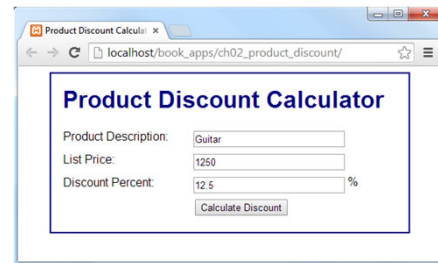 Product Discount Calculat
localhost/book_apps/ch02_product_discount/
Product Discount Calculator
Product Description: Guitar
List Price: 1250
Discount Percent: 12.5 %
Calculate Discount